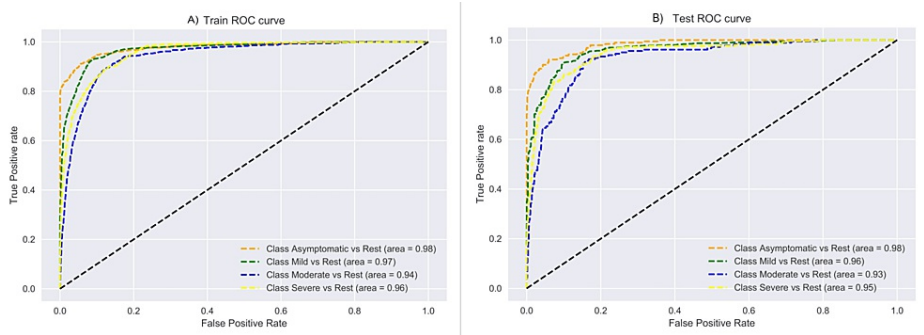 A) Train ROC curve
1.0
0.8
0.6
0.4
0.2
0.0
True Positive rate
Class Asymptomatic vs Rest (area = 0.98)
Class Mild vs Rest (area = 0.97)
Class Moderate vs Rest (area = 0.94)
Class Severe vs Rest (area = 0.96)
0.0 0.2 0.4 0.6 0.8 1.0
False Positive Rate
B) Test ROC curve
1.0
0.8
0.6
0.4
0.2
0.0
True Positive rate
Class Asymptomatic vs Rest (area = 0.98)
Class Mild vs Rest (area = 0.96)
Class Moderate vs Rest (area = 0.93)
Class Severe vs Rest (area = 0.95)
0.0 0.2 0.4 0.6 0.8 1.0
False Positive Rate